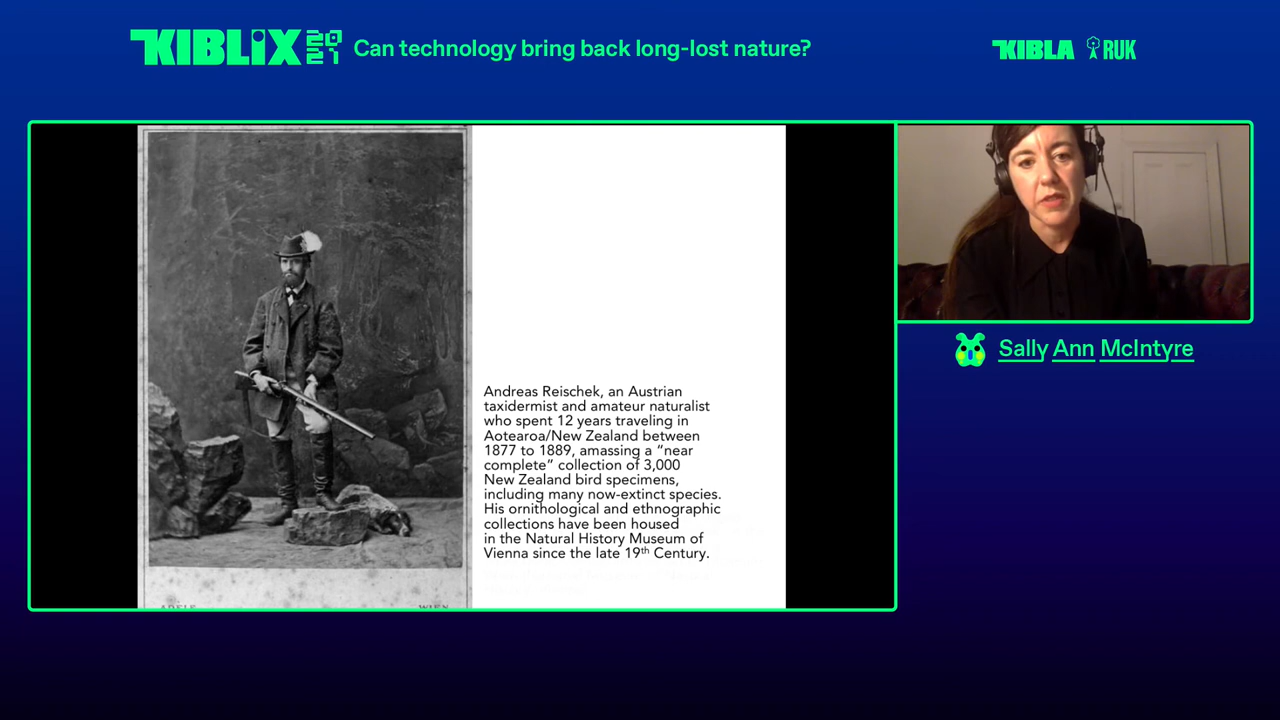 KIBLIX 2021
Can technology bring back long-lost nature?
KIBLA RUK
Sally Ann McIntyre
Andreas Reischek, an Austrian
taxidermist and amateur naturalist
who spent 12 years traveling in
Aotearoa/New Zealand between
1877 to 1889, amassing a “near
complete” collection of 3,000
New Zealand bird specimens,
including many now-extinct species.
His ornithological and ethnographic
collections have been housed
in the Natural History Museum of
Vienna since the late 19th Century.
ADELE
WIEN